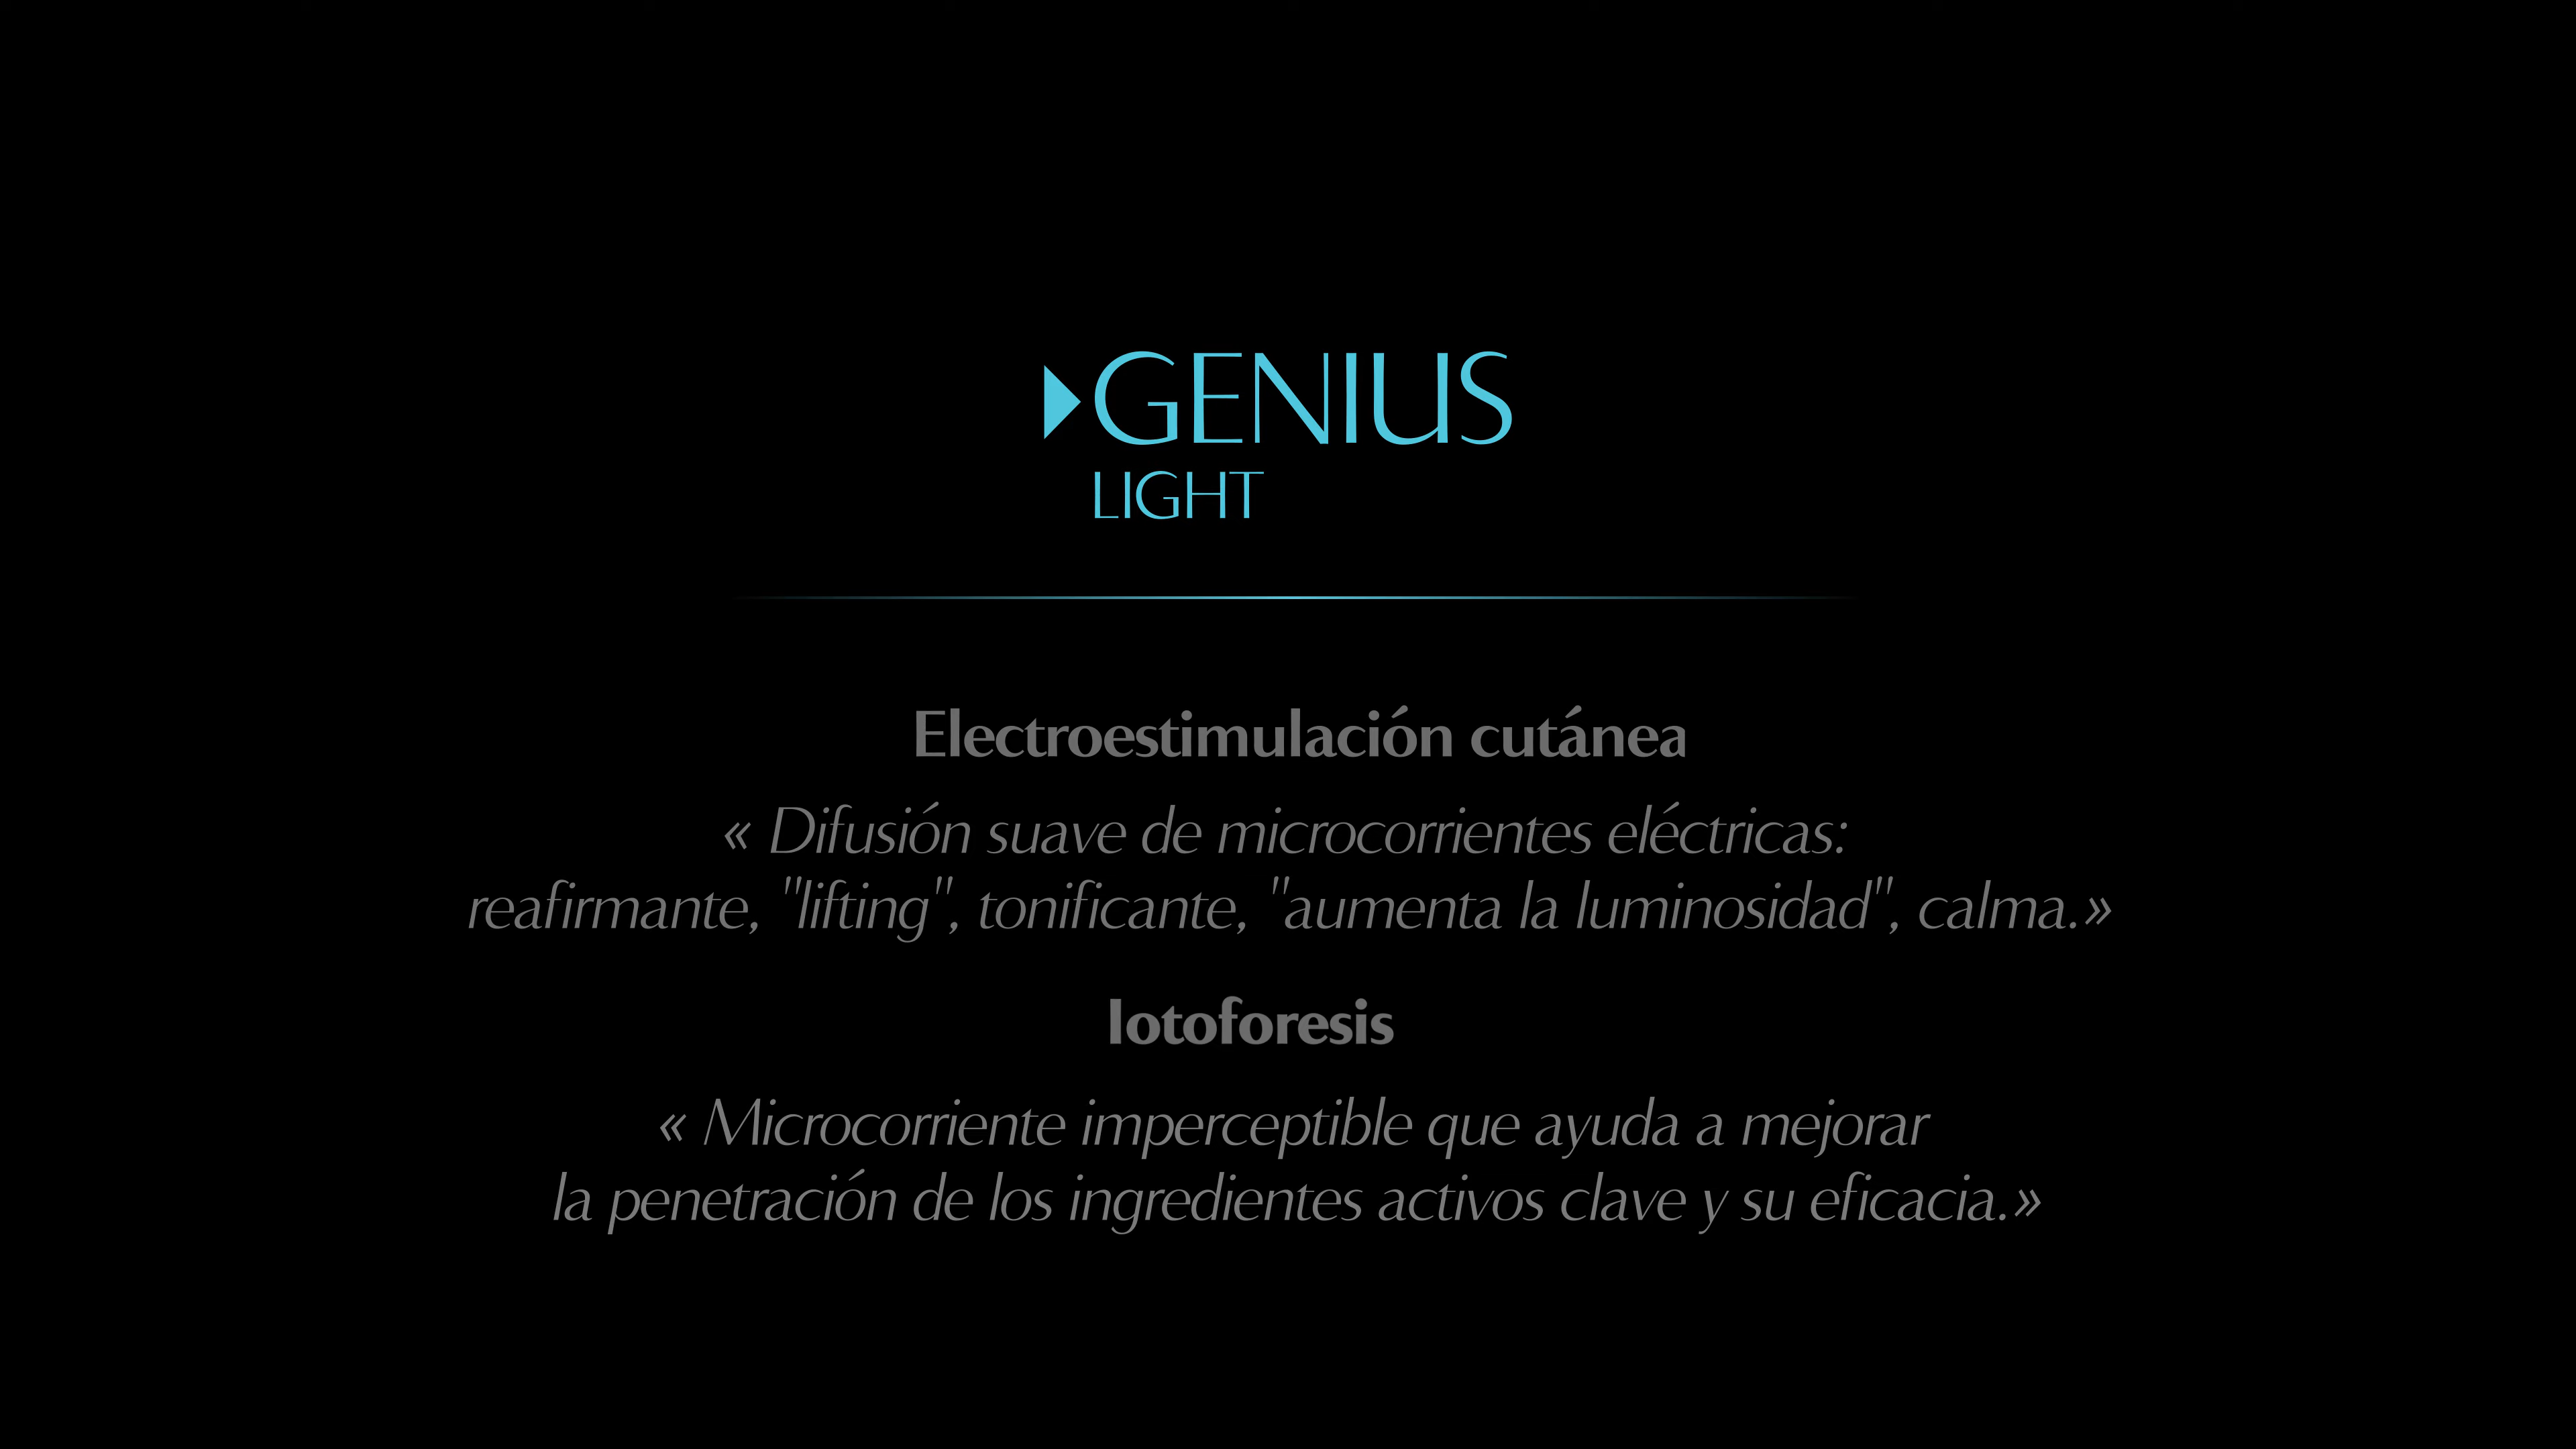 GENIUS
LIGHT
Electroestimulación cutánea
« Difusión suave de microcorrientes eléctricas:
reafirmante, "lifting", tonificante, "aumenta la luminosidad", calma.»
Iotoforesis
« Microcorriente imperceptible que ayuda a mejorar
la penetración de los ingredientes activos clave y su eficacia.»